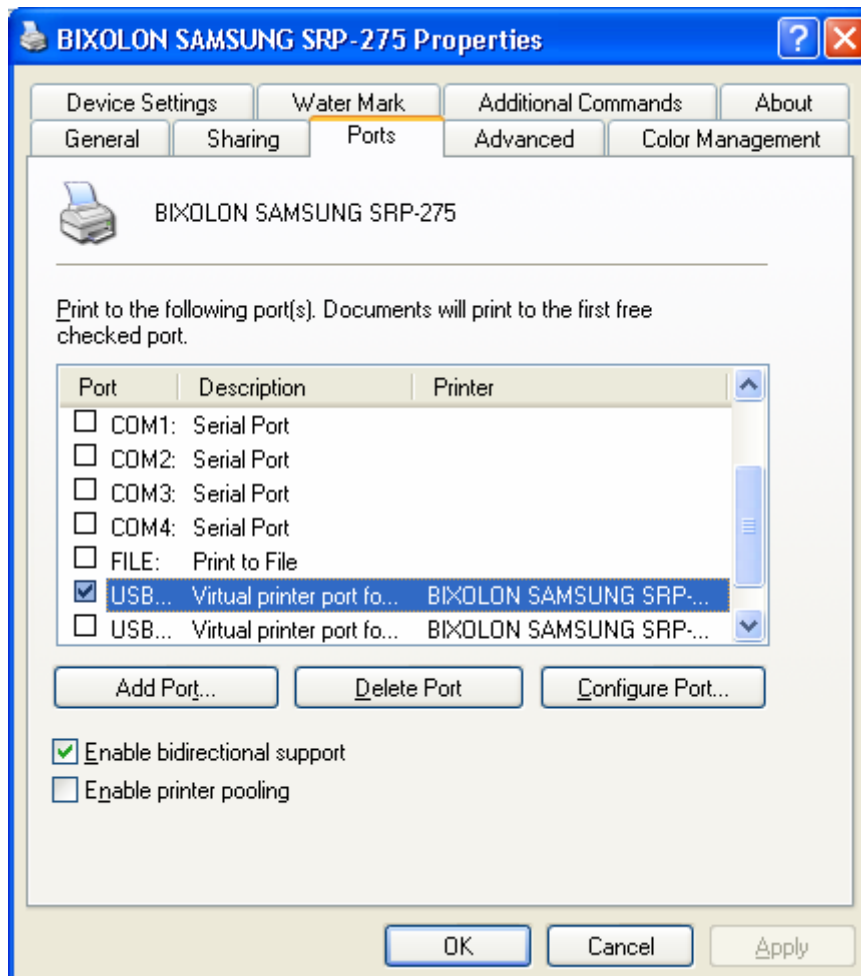 BIXOLON SAMSUNG SRP-275 Properties
Device Settings Water Mark Additional Commands About
General Sharing Ports Advanced Color Management
BIXOLON SAMSUNG SRP-275
Print to the following port(s). Documents will print to the first free
checked port.
Port Description Printer
COM1: Serial Port
COM2: Serial Port
COM3: Serial Port
COM4: Serial Port
FILE: Print to File
USB... Virtual printer port fo... BIXOLON SAMSUNG SRP-...
USB... Virtual printer port fo... BIXOLON SAMSUNG SRP-...
Add Port... Delete Port Configure Port...
Enable bidirectional support
Enable printer pooling
OK Cancel Apply